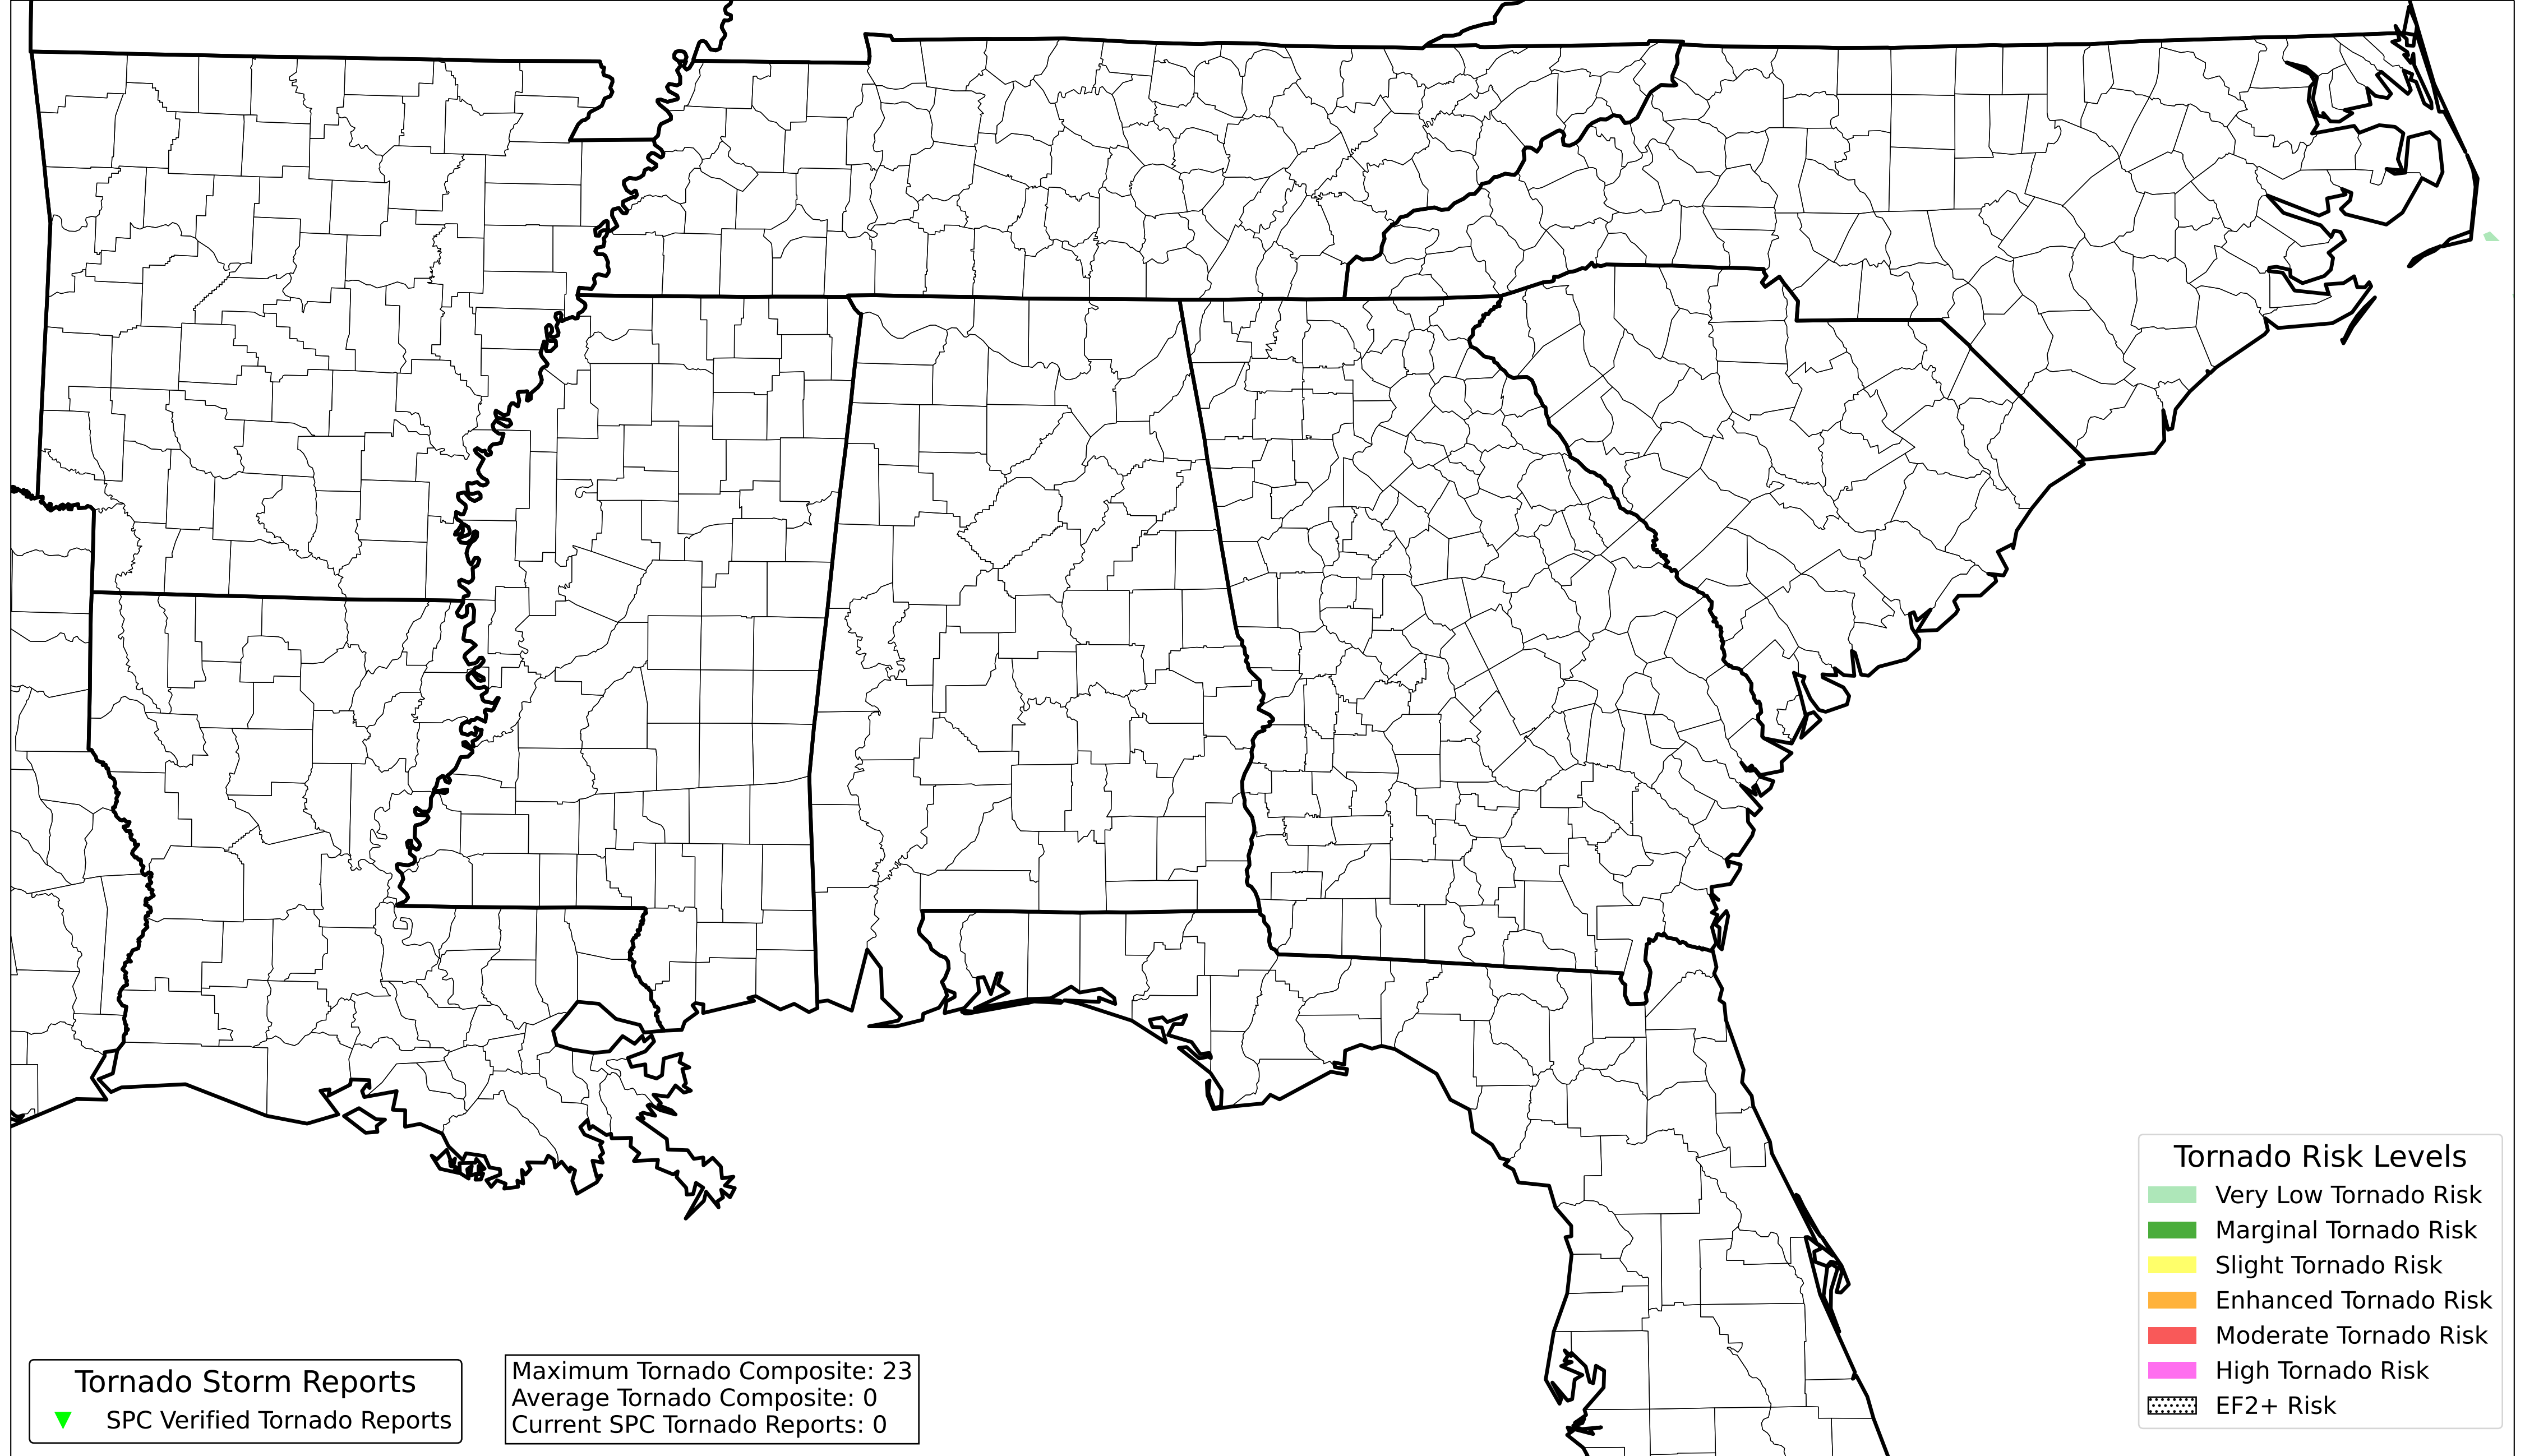 Tornado Risk Levels
Very Low Tornado Risk
Marginal Tornado Risk
Slight Tornado Risk
Enhanced Tornado Risk
Moderate Tornado Risk
High Tornado Risk
EF2+ Risk
Tornado Storm Reports
SPC Verified Tornado Reports
Maximum Tornado Composite: 23
Average Tornado Composite: 0
Current SPC Tornado Reports: 0